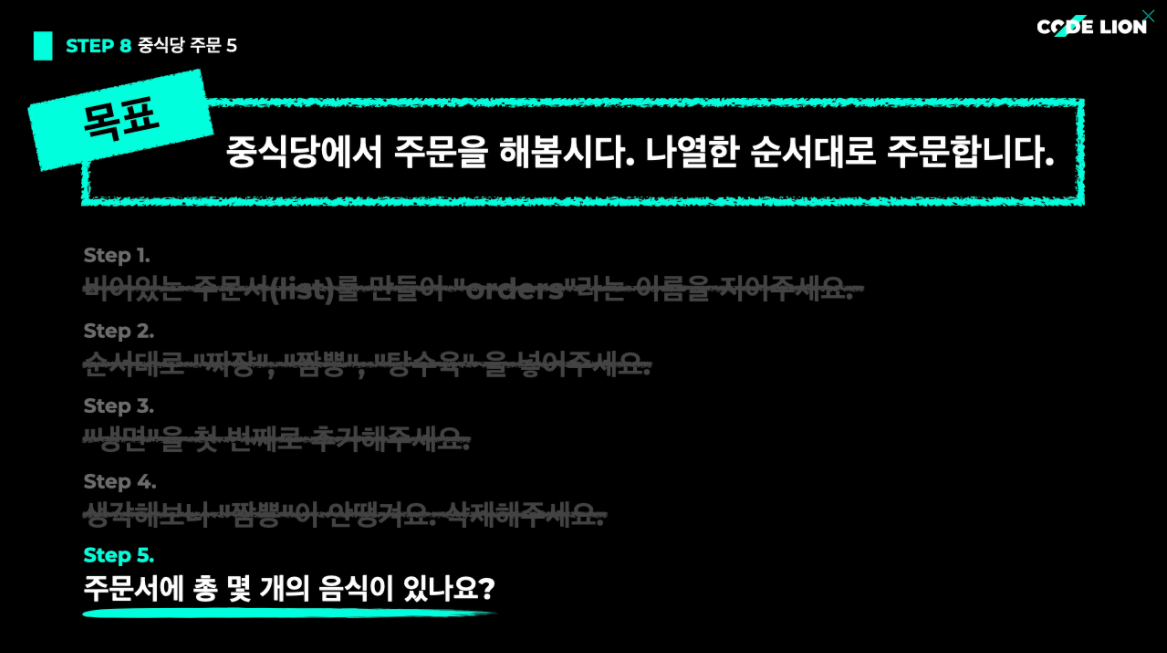 STEP 8 중식당 주문 5
CODE LION
목표
중식당에서 주문을 해봅시다. 나열한 순서대로 주문합니다.
Step 1.
비어있는 주문서(list)를 만들어 "orders"라는 이름을 지어주세요.
Step 2.
순서대로 "짜장", "짬뽕", "탕수육" 을 넣어주세요.
Step 3.
"냉면"을 첫 번째로 추가해주세요.
Step 4.
생각해보니 "짬뽕"이 안땡겨요. 삭제해주세요.
Step 5.
주문서에 총 몇 개의 음식이 있나요?